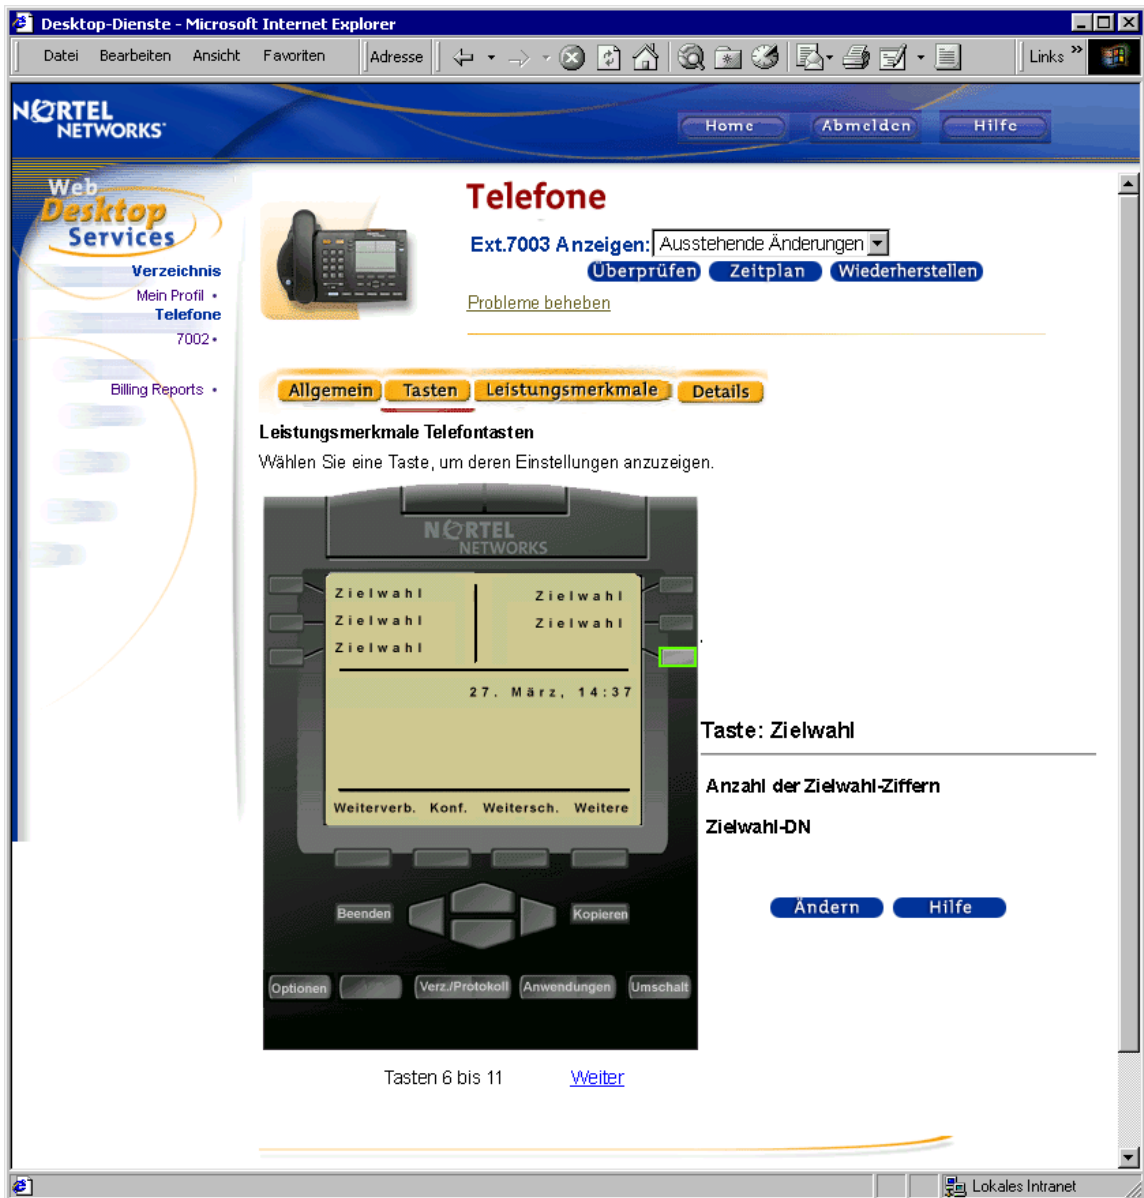 Desktop-Dienste - Microsoft Internet Explorer
Datei Bearbeiten Ansicht Favoriten Adresse Links »
NORTEL
NETWORKS
Home Abmelden Hilfe
Web
Desktop
Services
Verzeichnis
Mein Profil •
Telefone
7002 •
Billing Reports •
Telefone
Ext.7003 Anzeigen: Ausstehende Änderungen
Überprüfen Zeitplan Wiederherstellen
Probleme beheben
Allgemein Tasten Leistungsmerkmale Details
Leistungsmerkmale Telefontasten
Wählen Sie eine Taste, um deren Einstellungen anzuzeigen.
NORTEL
NETWORKS
Zielwahl Zielwahl
Zielwahl Zielwahl
Zielwahl
27. März, 14:37
Weiterverb. Konf. Weitersch. Weitere
Beenden Kopieren
Optionen Verz./Protokoll Anwendungen Umschalt
.
Taste: Zielwahl
Anzahl der Zielwahl-Ziffern
Zielwahl-DN
Ändern Hilfe
Tasten 6 bis 11 Weiter
Lokales Intranet